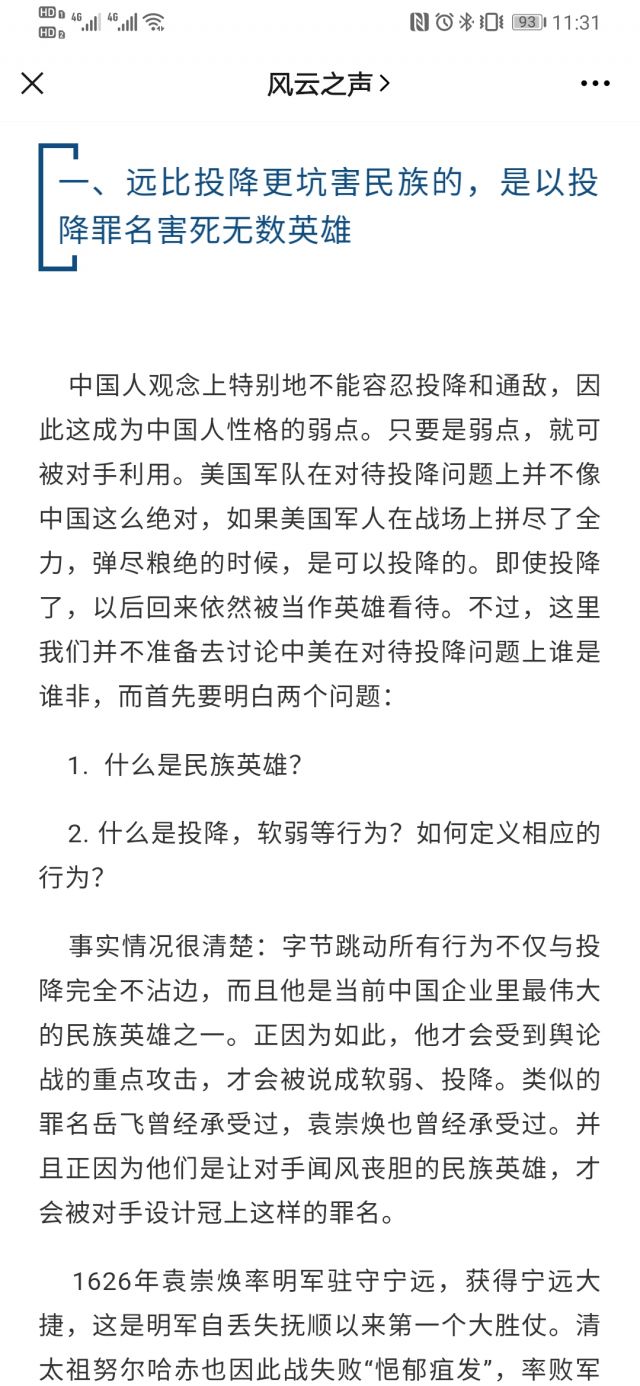 HD 1 4G 4G
HD 2
93 11:31
风云之声
一、远比投降更坑害民族的，是以投
降罪名害死无数英雄
中国人观念上特别地不能容忍投降和通敌，因
此这成为中国人性格的弱点。只要是弱点，就可
被对手利用。美国军队在对待投降问题上并不像
中国这么绝对，如果美国军人在战场上拼尽了全
力，弹尽粮绝的时候，是可以投降的。即使投降
了，以后回来依然被当作英雄看待。不过，这里
我们并不准备去讨论中美在对待投降问题上谁是
谁非，而首先要明白两个问题：
1. 什么是民族英雄？
2. 什么是投降，软弱等行为？如何定义相应的
行为？
事实情况很清楚：字节跳动所有行为不仅与投
降完全不沾边，而且他是当前中国企业里最伟大
的民族英雄之一。正因为如此，他才会受到舆论
战的重点攻击，才会被说成软弱、投降。类似的
罪名岳飞曾经承受过，袁崇焕也曾经承受过。并
且正因为他们是让对手闻风丧胆的民族英雄，才
会被对手设计冠上这样的罪名。
1626年袁崇焕率明军驻守宁远，获得宁远大
捷，这是明军自丢失抚顺以来第一个大胜仗。清
太祖努尔哈赤也因此战失败“悒郁疽发”，率败军